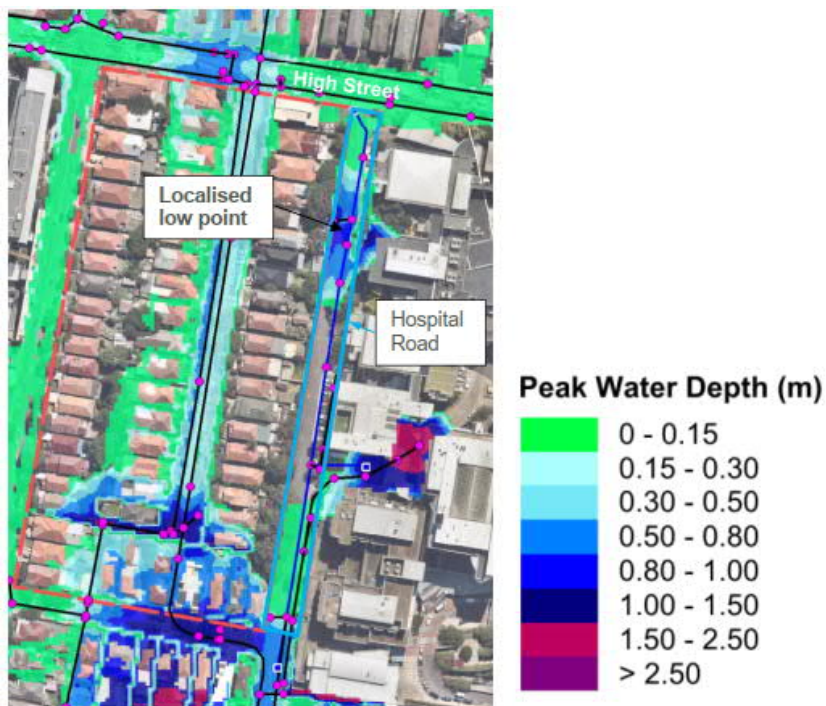 High Street
Localised
low point
Hospital
Road
Peak Water Depth (m)
0 - 0.15
0.15 - 0.30
0.30 - 0.50
0.50 - 0.80
0.80 - 1.00
1.00 - 1.50
1.50 - 2.50
> 2.50